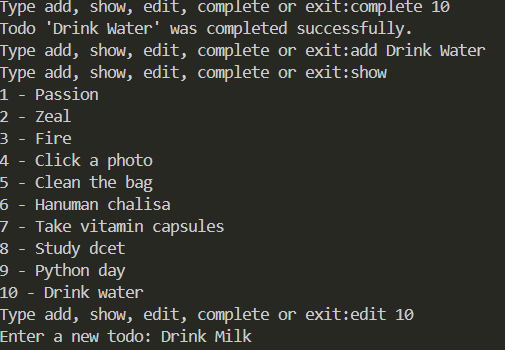 Type add, show, edit, complete or exit:complete 10
Todo 'Drink Water' was completed successfully.
Type add, show, edit, complete or exit:add Drink Water
Type add, show, edit, complete or exit:show
1 - Passion
2 - Zeal
3 - Fire
4 - Click a photo
5 - Clean the bag
6 - Hanuman chalisa
7 - Take vitamin capsules
8 - Study dcet
9 - Python day
10 - Drink water
Type add, show, edit, complete or exit:edit 10
Enter a new todo: Drink Milk